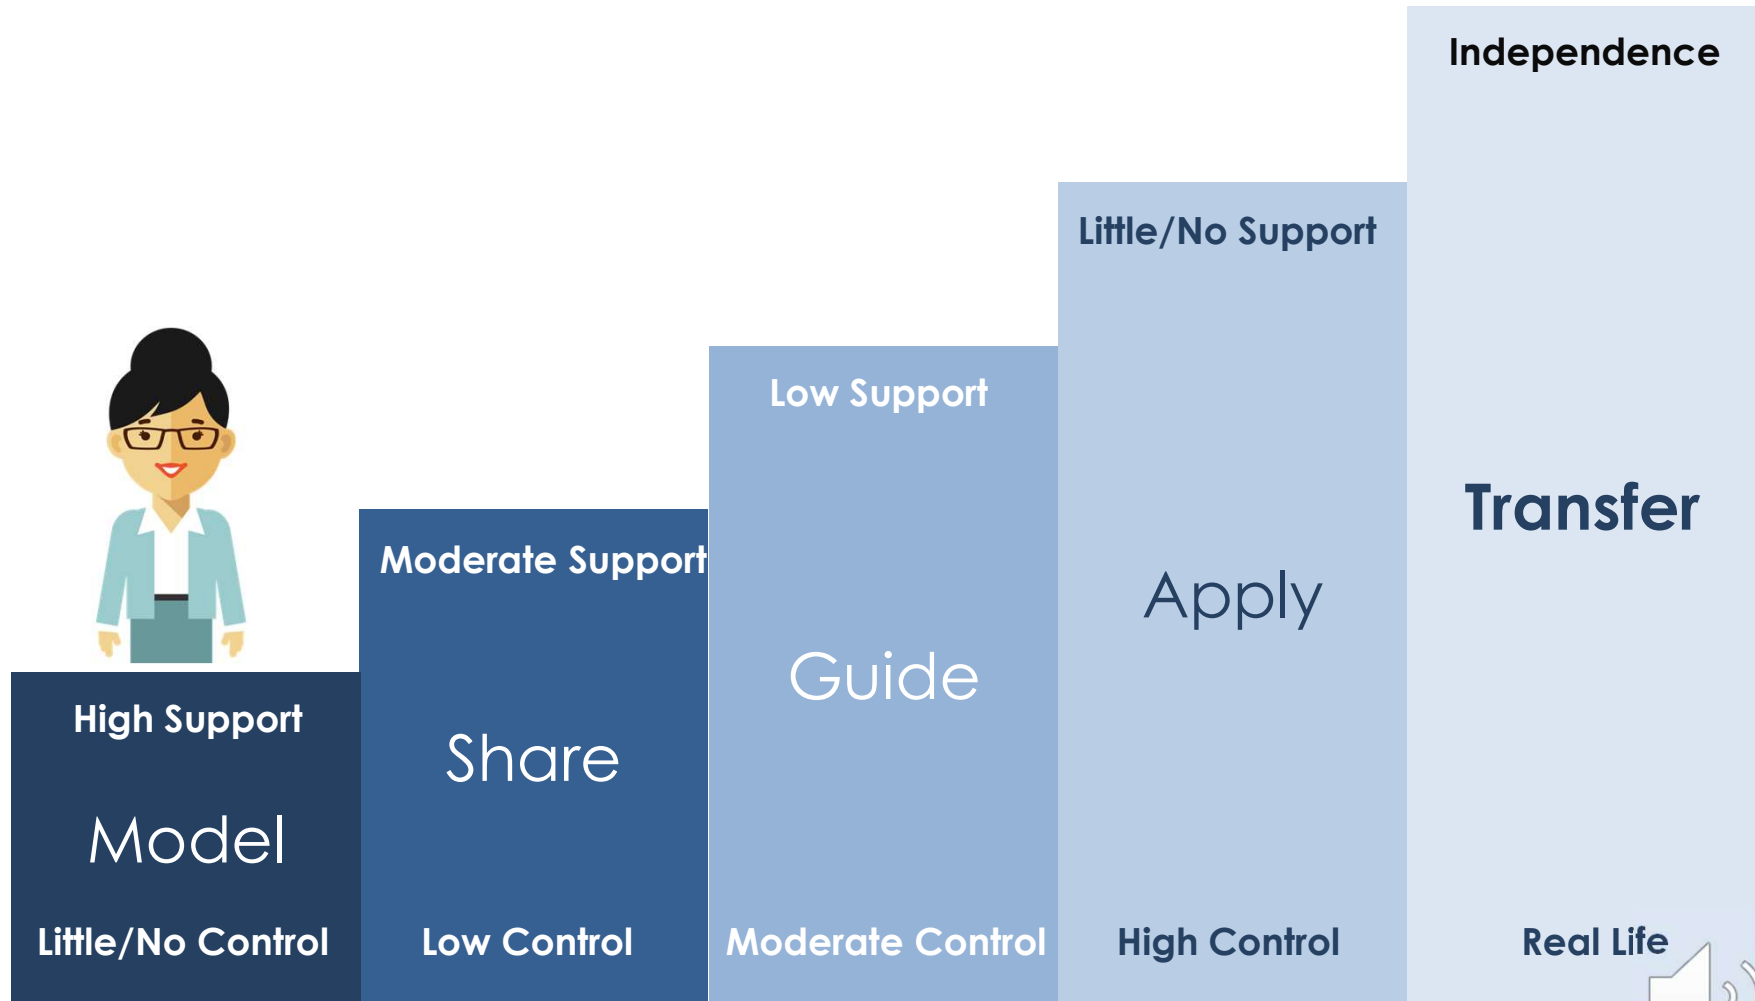 High Support
Model
Little/No Control
Moderate Support
Share
Low Control
Low Support
Guide
Moderate Control
Little/No Support
Apply
High Control
Independence
Transfer
Real Life